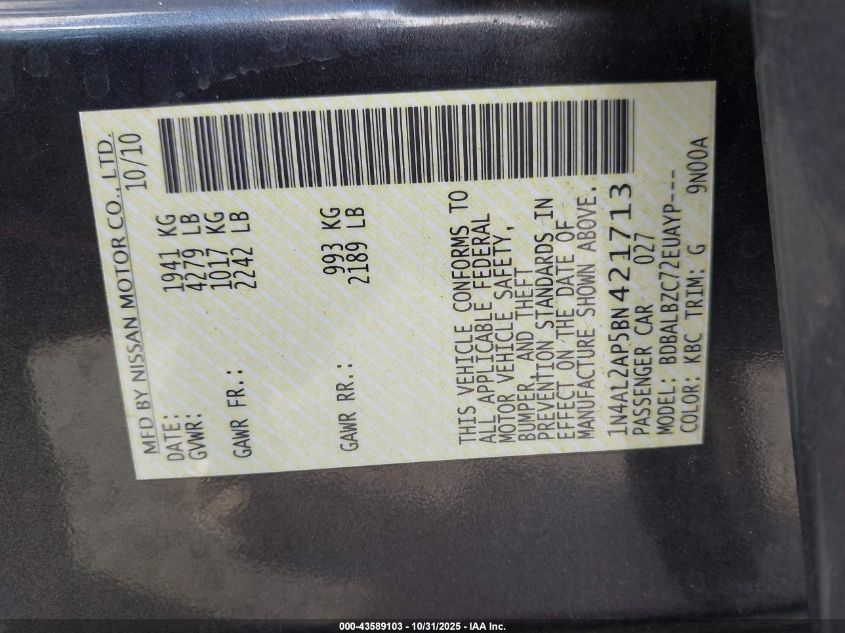 MFD BY NISSAN MOTOR CO., LTD.
DATE: 10/10
GVWR: 1941 KG
4279 LB
GAWR FR.: 1017 KG
2242 LB
GAWR RR.: 993 KG
2189 LB
THIS VEHICLE CONFORMS TO
ALL APPLICABLE FEDERAL
MOTOR VEHICLE SAFETY,
BUMPER, AND THEFT
PREVENTION STANDARDS IN
EFFECT ON THE DATE OF
MANUFACTURE SHOWN ABOVE.
1N4AL2AP5BN421713
PASSENGER CAR 027
MODEL: BDBALBZC72EUAYP---
COLOR: KBC TRIM: G 9N00A
000-43589103 - 10/31/2025 - IAA Inc.